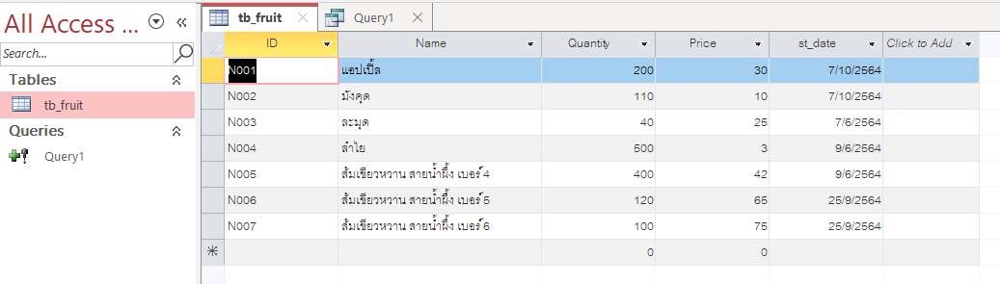 All Access ...
Search...
Tables
tb_fruit
Queries
Query1
tb_fruit Query1
ID Name Quantity Price st_date Click to Add
N001 แอปเปิ้ล 200 30 7/10/2564
N002 มังคุด 110 10 7/10/2564
N003 ละมุด 40 25 7/6/2564
N004 ลำไย 500 3 9/6/2564
N005 ส้มเขียวหวาน สายน้ำผึ้ง เบอร์ 4 400 42 9/6/2564
N006 ส้มเขียวหวาน สายน้ำผึ้ง เบอร์ 5 120 65 25/9/2564
N007 ส้มเขียวหวาน สายน้ำผึ้ง เบอร์ 6 100 75 25/9/2564
0 0